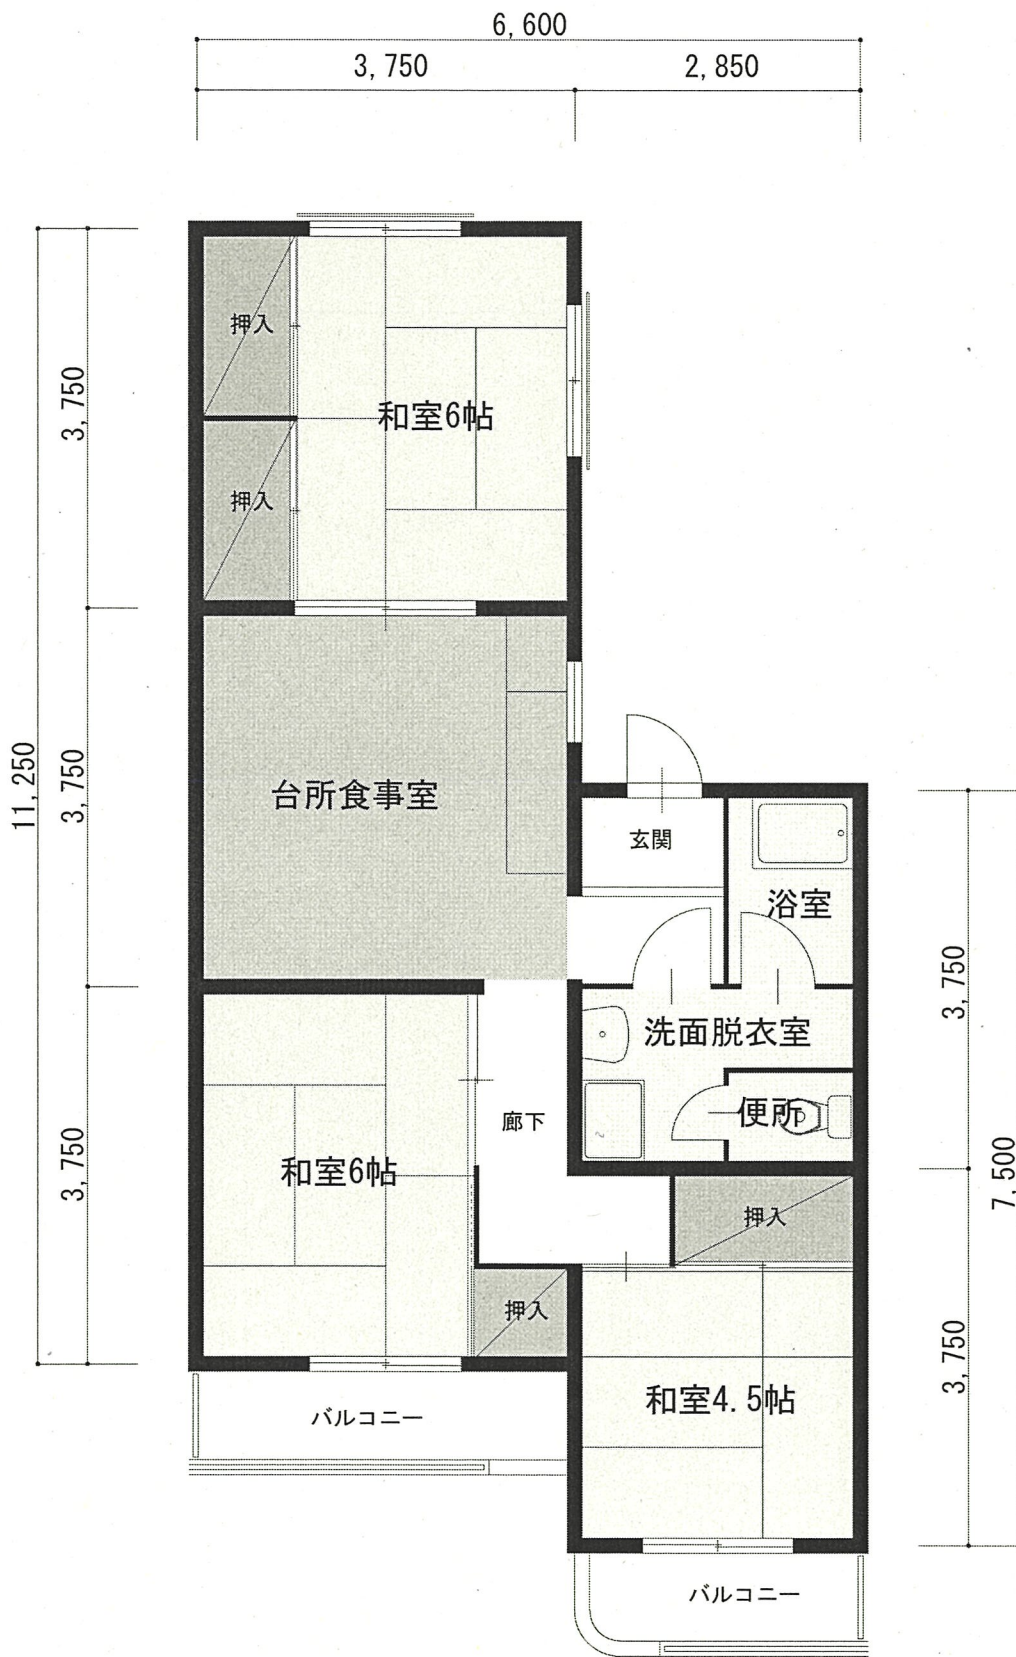 6,600
3,750
2,850
押入
3,750
和室6帖
押入
11,250
3,750
台所食事室
玄関
浴室
3,750
洗面脱衣室
便所
廊下
3,750
和室6帖
7,500
押入
押入
3,750
和室4.5帖
バルコニー
バルコニー